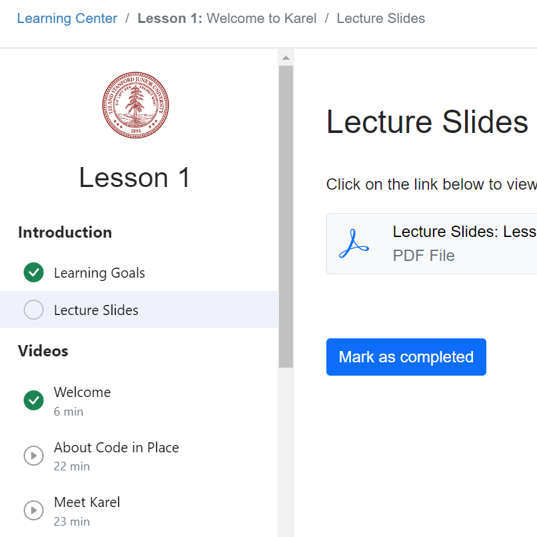 Learning Center / Lesson 1: Welcome to Karel / Lecture Slides
Lesson 1
Introduction
Learning Goals
Lecture Slides
Videos
Welcome
6 min
About Code in Place
22 min
Meet Karel
23 min
Lecture Slides
Click on the link below to view
Lecture Slides: Less
PDF File
Mark as completed